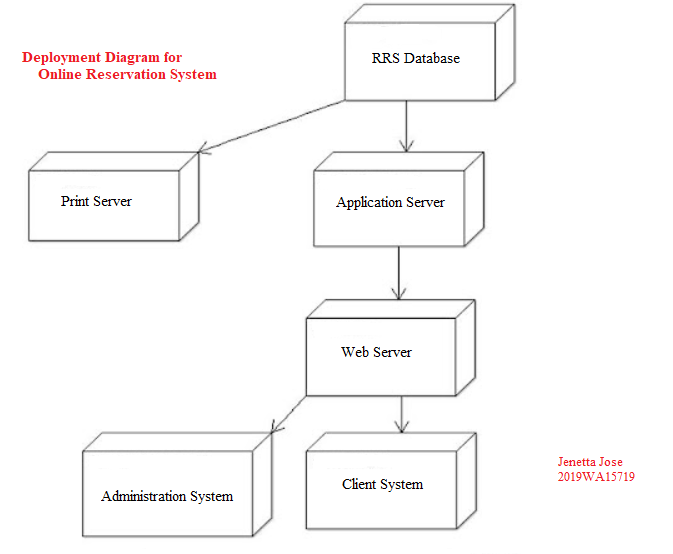 Deployment Diagram for
Online Reservation System
RRS Database
Print Server
Application Server
Web Server
Administration System
Client System
Jenetta Jose
2019WA15719